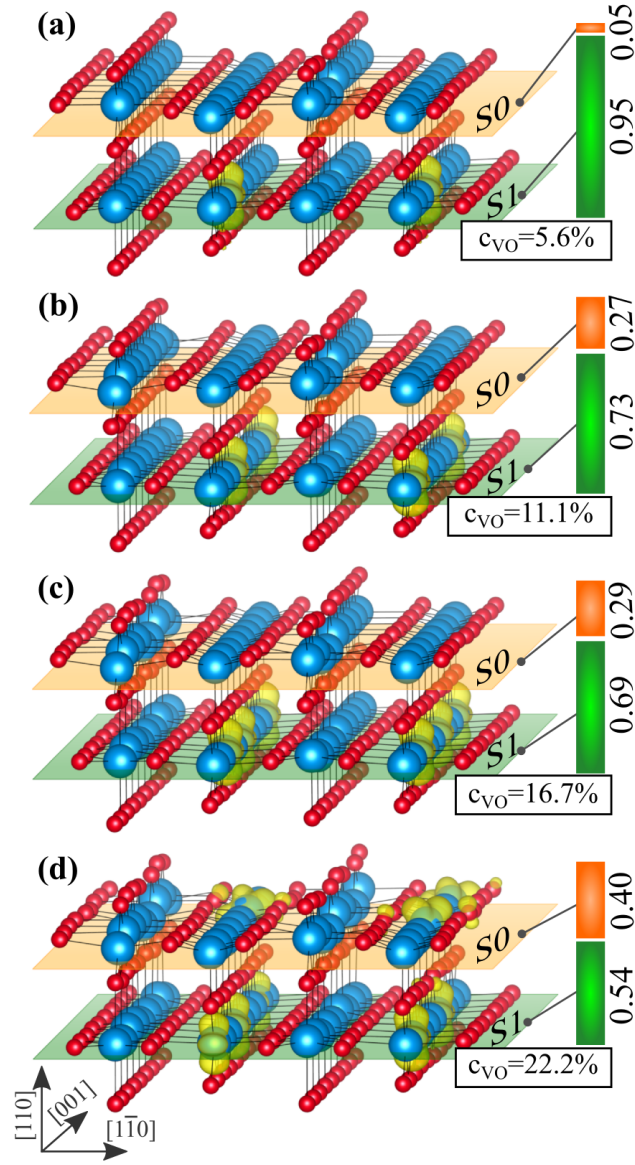 (a)
S0
S1
0.05
0.95
c_VO=5.6%
(b)
S0
S1
0.27
0.73
c_VO=11.1%
(c)
S0
S1
0.29
0.69
c_VO=16.7%
(d)
S0
S1
0.40
0.54
c_VO=22.2%
[110]
[001]
[11̅0]